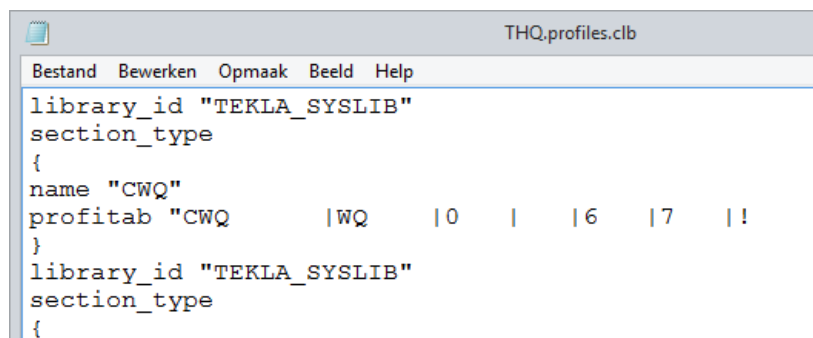 THQ.profiles.clb
Bestand Bewerken Opmaak Beeld Help
library_id "TEKLA_SYSLIB"
section_type
{
name "CWQ"
profitab "CWQ |WQ |0 | |6 |7 |!
}
library_id "TEKLA_SYSLIB"
section_type
{